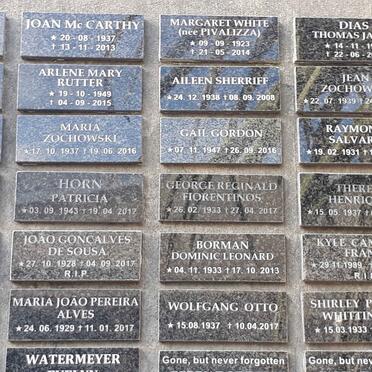 JOAN Mc CARTHY
★ 20 - 08 - 1937
† 13 - 11 - 2013
MARGARET WHITE
(nee PIVALIZZA)
★ 09 - 09 - 1923
† 21 - 05 - 2014
DIAS
THOMAS JA
★ 14 - 11 - 
† 22 - 06 - 
ARLENE MARY
RUTTER
★ 19 - 10 - 1949
† 04 - 09 - 2015
AILEEN SHERRIFF
★ 24. 12. 1938 † 08. 09. 2008
JEAN
ZOCHOW
★ 22. 07. 1939 †
MARIA
ZOCHOWSKI
★ 17. 10. 1937 † 19. 06. 2016
GAIL GORDON
★ 07. 11. 1947 † 26. 09. 2016
RAYMON
SALVAR
★ 19. 02. 1931 †
HORN
PATRICIA
★ 03. 09. 1943 † 19. 04. 2017
GEORGE REGINALD
FIORENTINOS
★ 26. 02. 1933 † 27. 04. 2017
THERE
HENRIQ
★ 15. 05. 1937 †
JOÃO GONÇALVES
DE SOUSA
★ 27. 10. 1928 † 04. 09. 2017
R.I.P
BORMAN
DOMINIC LEONARD
★ 04. 11. 1933 † 17. 10. 2013
KYLE CAM
FRAN
★ 29.11.1989
R.I.P
MARIA JOÃO PEREIRA
ALVES
★ 24. 06. 1929 † 11. 01. 2017
WOLFGANG OTTO
★ 15.08.1937 † 10.04.2017
SHIRLEY P
WHITTIN
★ 15.03.1933 †
WATERMEYER
Gone, but never forgotten
Gone, but never